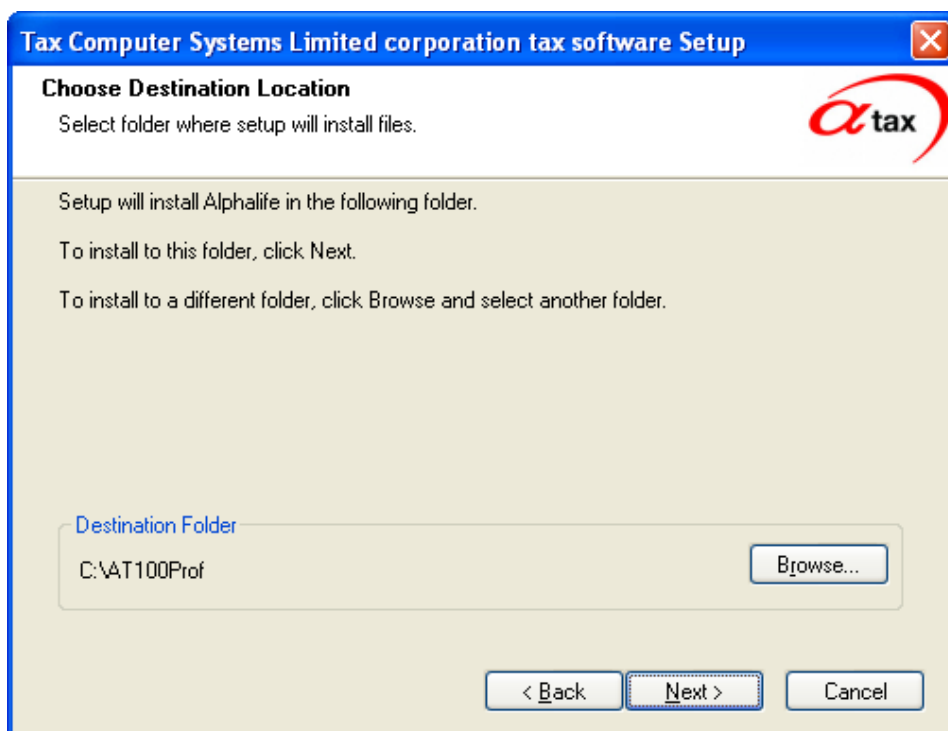 Tax Computer Systems Limited corporation tax software Setup
Choose Destination Location
Select folder where setup will install files.
α tax
Setup will install Alphalife in the following folder.
To install to this folder, click Next.
To install to a different folder, click Browse and select another folder.
Destination Folder
C:\AT100Prof
Browse...
< Back
Next >
Cancel